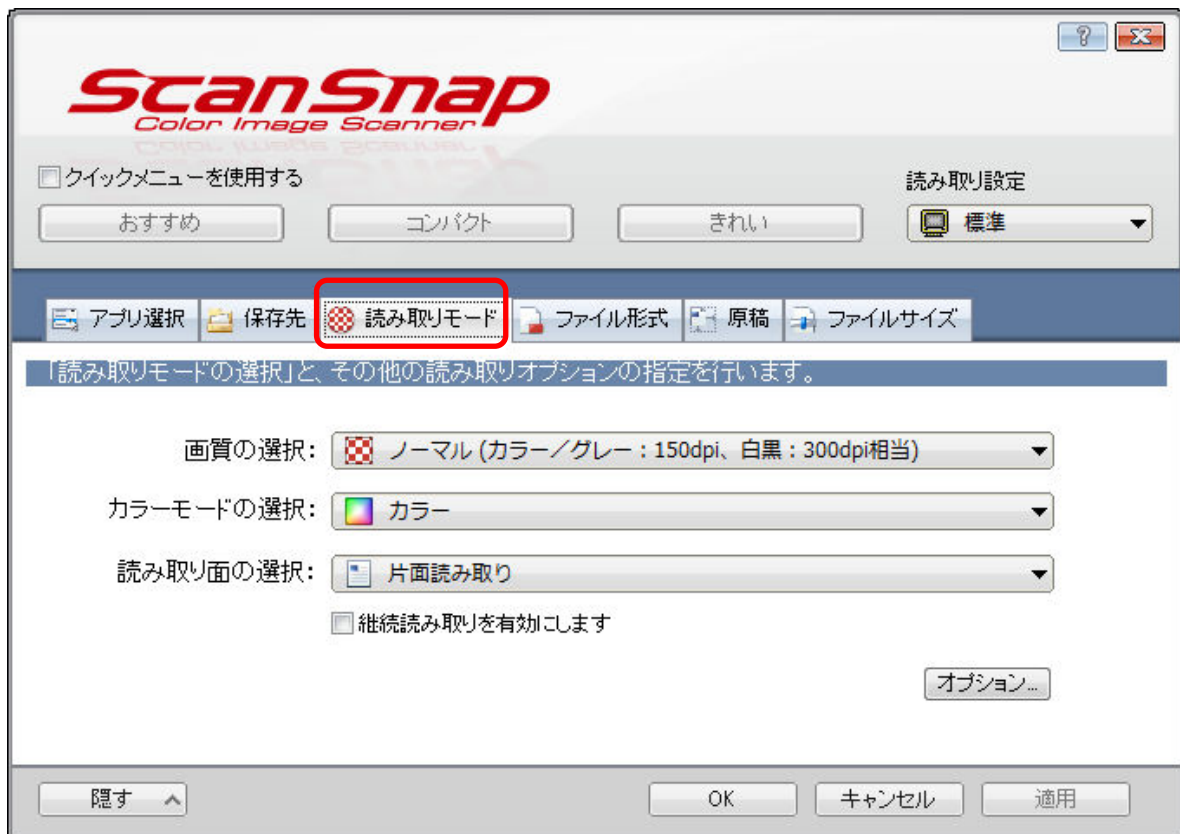 ScanSnap
Color Image Scanner
クイックメニューを使用する
読み取り設定
おすすめ
コンパクト
きれい
標準
アプリ選択
保存先
読み取りモード
ファイル形式
原稿
ファイルサイズ
「読み取りモードの選択」と、その他の読み取りオプションの指定を行います。
画質の選択:
ノーマル (カラー／グレー：150dpi、白黒：300dpi相当)
カラーモードの選択:
カラー
読み取り面の選択:
片面読み取り
継続読み取りを有効にします
オプション...
隠す
OK
キャンセル
適用